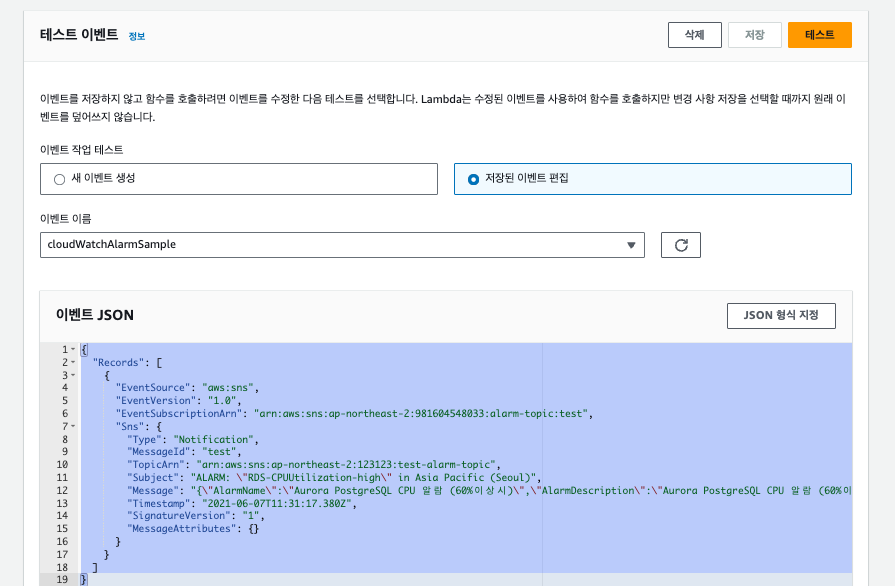 테스트 이벤트 정보
삭제
저장
테스트
이벤트를 저장하지 않고 함수를 호출하려면 이벤트를 수정한 다음 테스트를 선택합니다. Lambda는 수정된 이벤트를 사용하여 함수를 호출하지만 변경 사항 저장을 선택할 때까지 원래 이
벤트를 덮어쓰지 않습니다.
이벤트 작업 테스트
새 이벤트 생성
저장된 이벤트 편집
이벤트 이름
cloudWatchAlarmSample
이벤트 JSON
JSON 형식 지정
1 {
2 "Records": [
3 {
4 "EventSource": "aws:sns",
5 "EventVersion": "1.0",
6 "EventSubscriptionArn": "arn:aws:sns:ap-northeast-2:981604548033:alarm-topic:test",
7 "Sns": {
8 "Type": "Notification",
9 "MessageId": "test",
10 "TopicArn": "arn:aws:sns:ap-northeast-2:123123:test-alarm-topic",
11 "Subject": "ALARM: \"RDS-CPUUtilization-high\" in Asia Pacific (Seoul)",
12 "Message": "{\"AlarmName\":\"Aurora PostgreSQL CPU 알람 (60%이상시)\",\"AlarmDescription\":\"Aurora PostgreSQL CPU 알람 (60%이
13 "Timestamp": "2021-06-07T11:31:17.380Z",
14 "SignatureVersion": "1",
15 "MessageAttributes": {}
16 }
17 }
18 ]
19 }